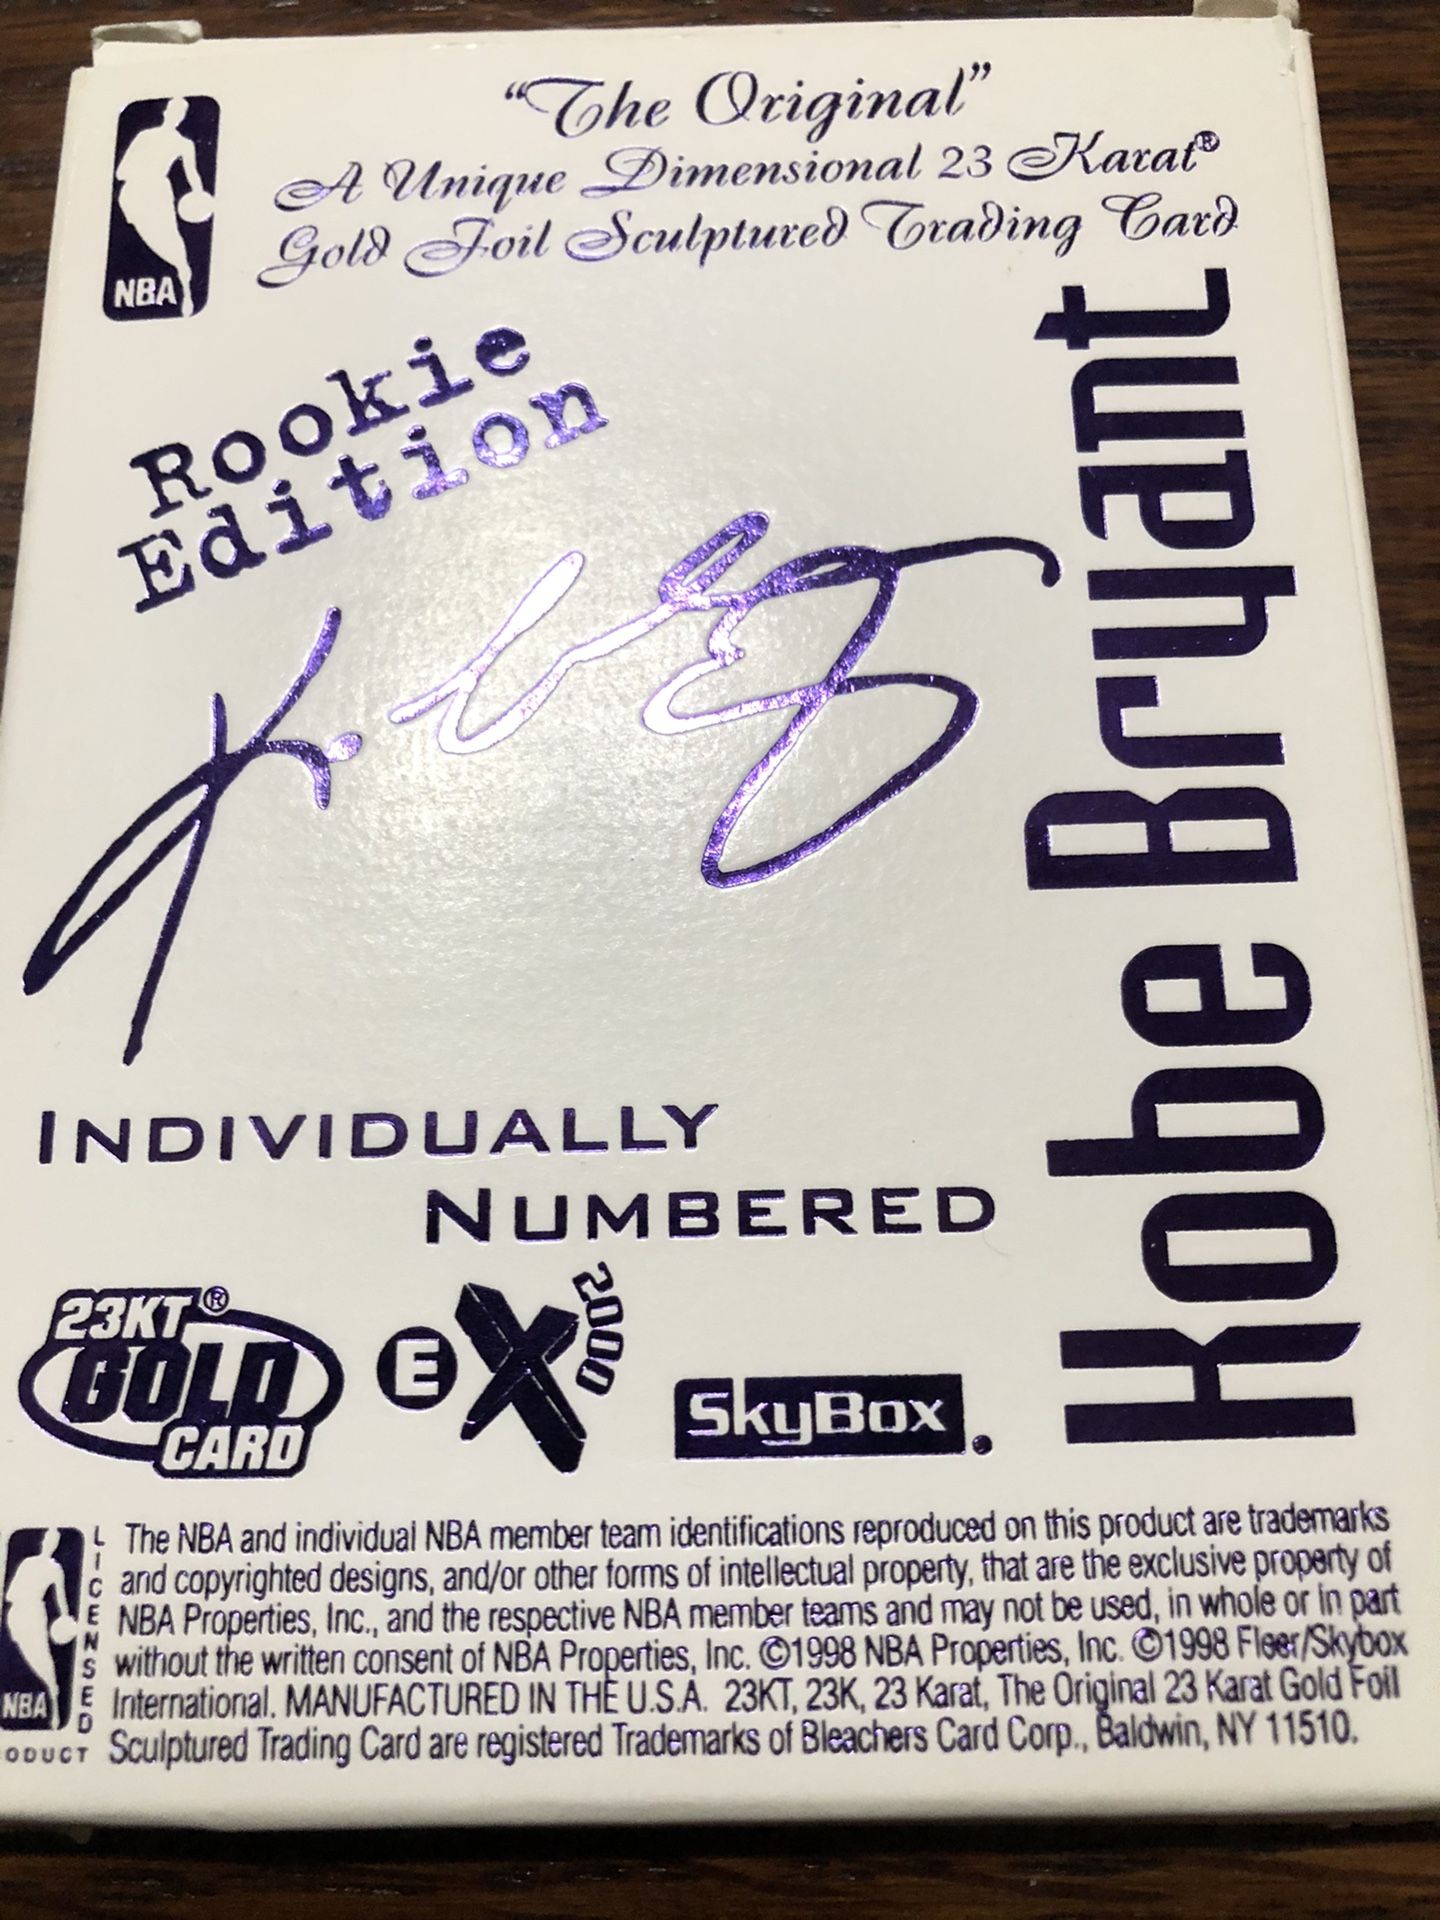 "The Original"
A Unique Dimensional 23 Karat®
Gold Foil Sculptured Trading Card
NBA
Rookie
Edition
Kobe Bryant
INDIVIDUALLY
NUMBERED
23KT®
GOLD
CARD
EX 2000
SkyBox
The NBA and individual NBA member team identifications reproduced on this product are trademarks
and copyrighted designs, and/or other forms of intellectual property, that are the exclusive property of
NBA Properties, Inc., and the respective NBA member teams and may not be used, in whole or in part
without the written consent of NBA Properties, Inc. ©1998 NBA Properties, Inc. ©1998 Fleer/Skybox
International. MANUFACTURED IN THE U.S.A. 23KT, 23K, 23 Karat, The Original 23 Karat Gold Foil
Sculptured Trading Card are registered Trademarks of Bleachers Card Corp., Baldwin, NY 11510.
NBA
LICENSED